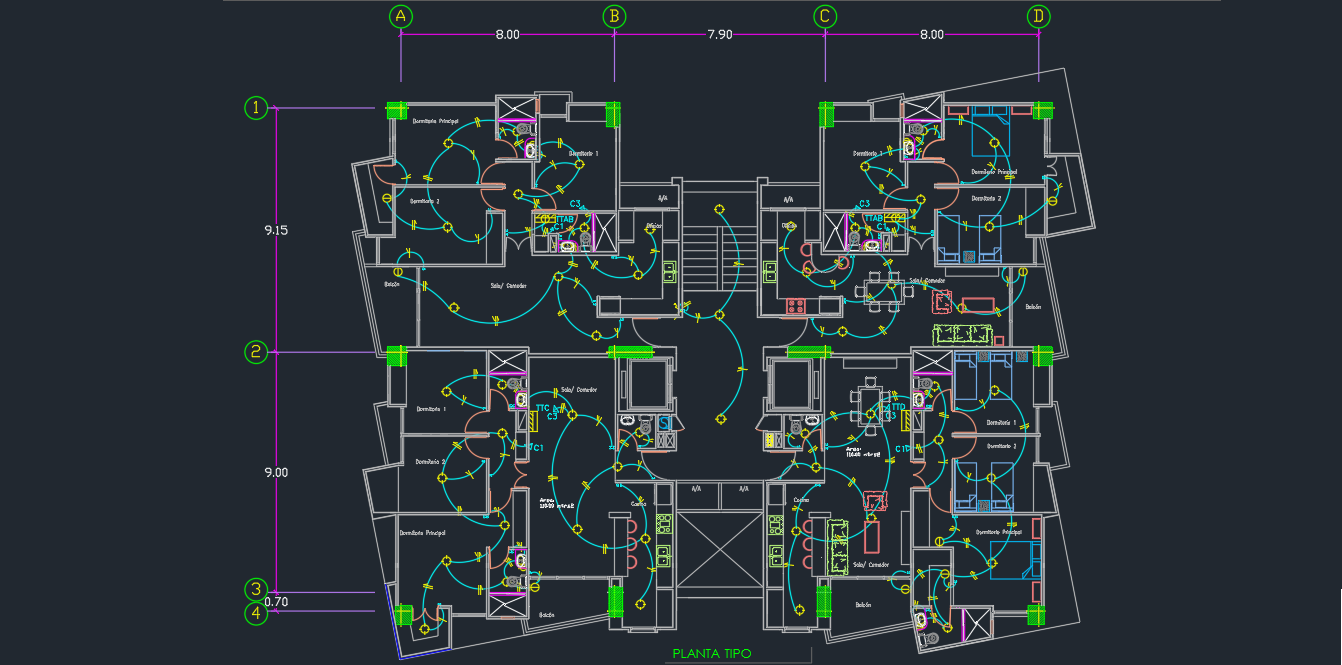 A B C D
8.00 7.90 8.00
1
Dormitorio Principal
Dormitorio 1
Dormitorio 1
Dormitorio Principal
Dormitorio 2
A/A
A/A
Dormitorio 2
C3
C3
TTAB
C1
TTAB
9.15
Balcón
Sala/ Comedor
Sala/ Comedor
Balcón
2
Sala/ Comedor
Dormitorio 1
TTC
C3
TTD
C3
Dormitorio 1
C1
C1
Dormitorio 2
Dormitorio 2
9.00
A/A
A/A
Area:
Area:
Cocina
Cocina
Dormitorio Principal
Dormitorio Principal
Sala/ Comedor
3
0.70
4
Balcón
Balcón
PLANTA TIPO